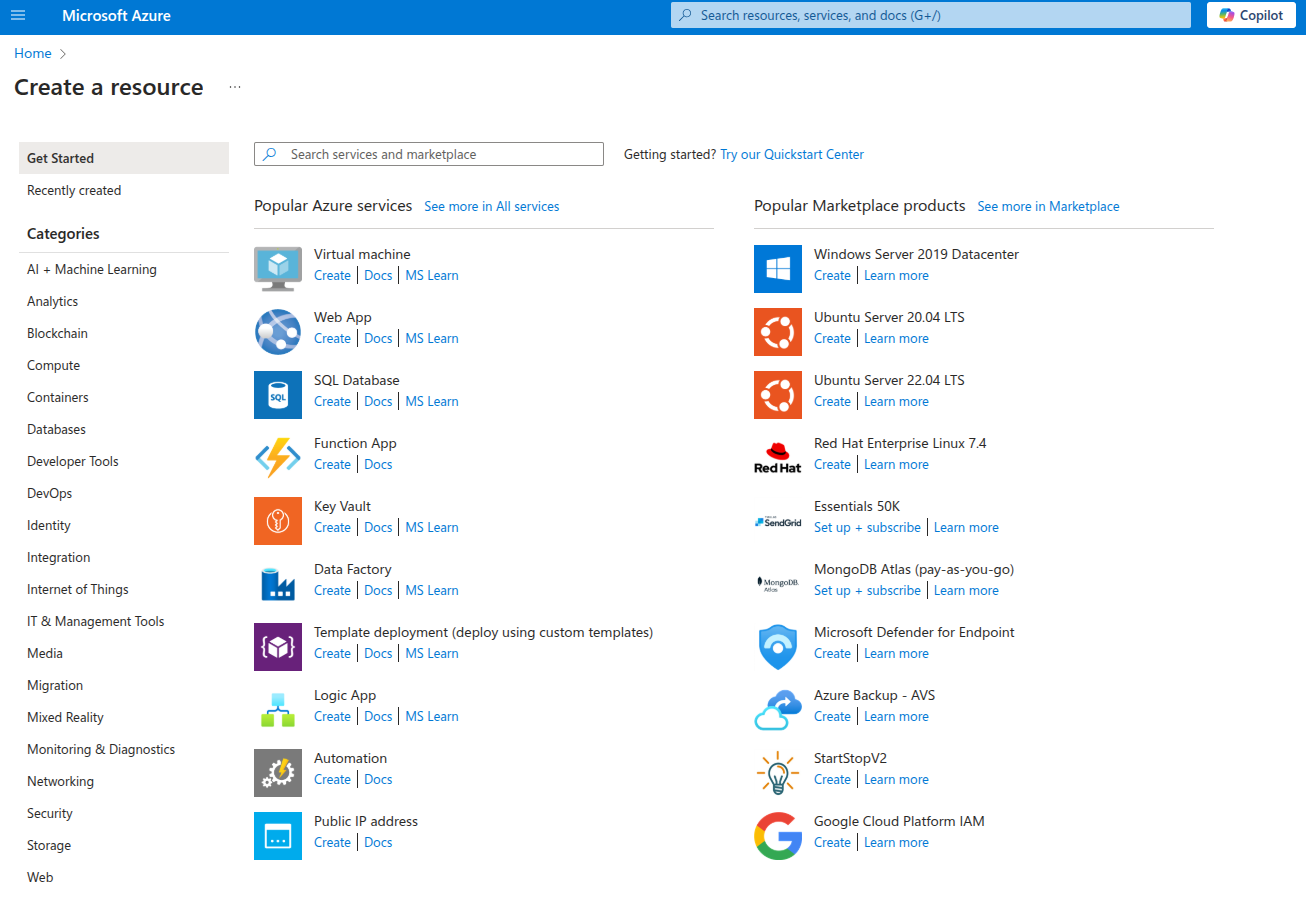 Microsoft Azure
Search resources, services, and docs (G+/)
Copilot
Home
Create a resource
Get Started
Recently created
Categories
AI + Machine Learning
Analytics
Blockchain
Compute
Containers
Databases
Developer Tools
DevOps
Identity
Integration
Internet of Things
IT & Management Tools
Media
Migration
Mixed Reality
Monitoring & Diagnostics
Networking
Security
Storage
Web
Search services and marketplace
Getting started? Try our Quickstart Center
Popular Azure services See more in All services
Virtual machine
Create | Docs | MS Learn
Web App
Create | Docs | MS Learn
SQL
SQL Database
Create | Docs | MS Learn
Function App
Create | Docs
Key Vault
Create | Docs | MS Learn
Data Factory
Create | Docs | MS Learn
Template deployment (deploy using custom templates)
Create | Docs | MS Learn
Logic App
Create | Docs | MS Learn
Automation
Create | Docs
Public IP address
Create | Docs
Popular Marketplace products See more in Marketplace
Windows Server 2019 Datacenter
Create | Learn more
Ubuntu Server 20.04 LTS
Create | Learn more
Ubuntu Server 22.04 LTS
Create | Learn more
Red Hat
Red Hat Enterprise Linux 7.4
Create | Learn more
SendGrid
Essentials 50K
Set up + subscribe | Learn more
MongoDB.
Atlas
MongoDB Atlas (pay-as-you-go)
Set up + subscribe | Learn more
Microsoft Defender for Endpoint
Create | Learn more
Azure Backup - AVS
Create | Learn more
StartStopV2
Create | Learn more
Google Cloud Platform IAM
Create | Learn more